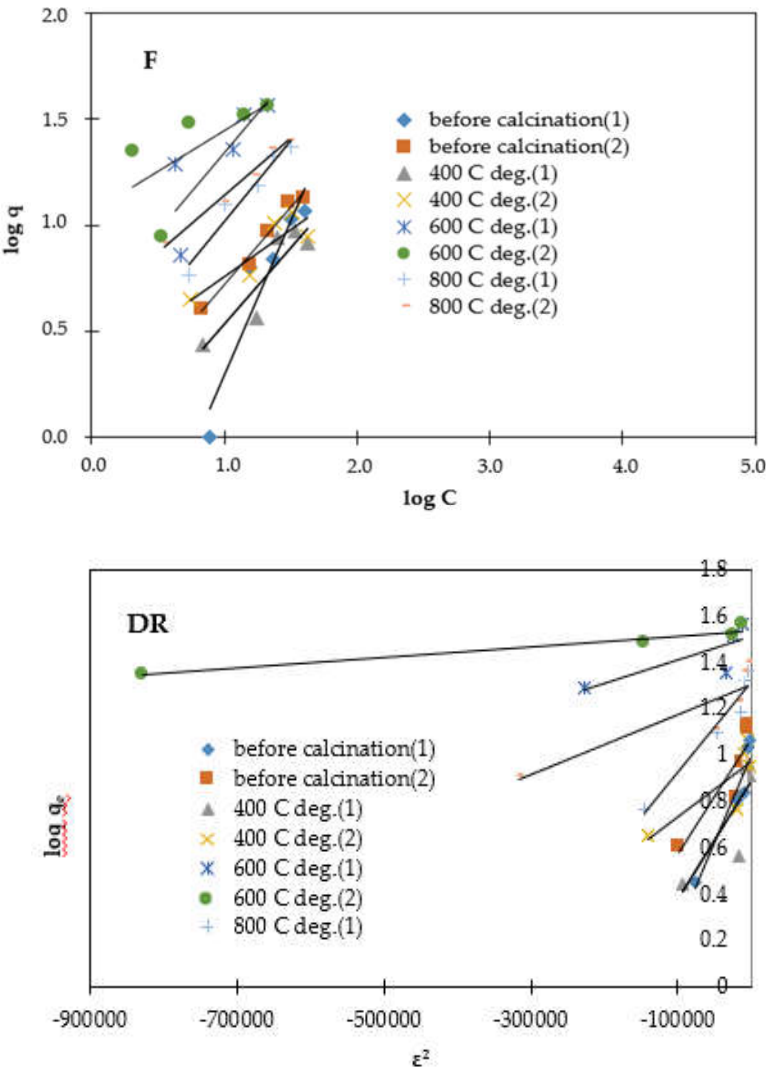 2.0
F
1.5
before calcination(1)
before calcination(2)
400 C deg.(1)
400 C deg.(2)
600 C deg.(1)
600 C deg.(2)
800 C deg.(1)
800 C deg.(2)
log q
1.0
0.5
0.0
0.0 1.0 2.0 3.0 4.0 5.0
log C
1.8
DR
1.6
1.4
1.2
before calcination(1)
before calcination(2)
400 C deg.(1)
400 C deg.(2)
600 C deg.(1)
600 C deg.(2)
800 C deg.(1)
log qe
1
0.8
0.6
0.4
0.2
0
-900000 -700000 -500000 -300000 -100000
ε²